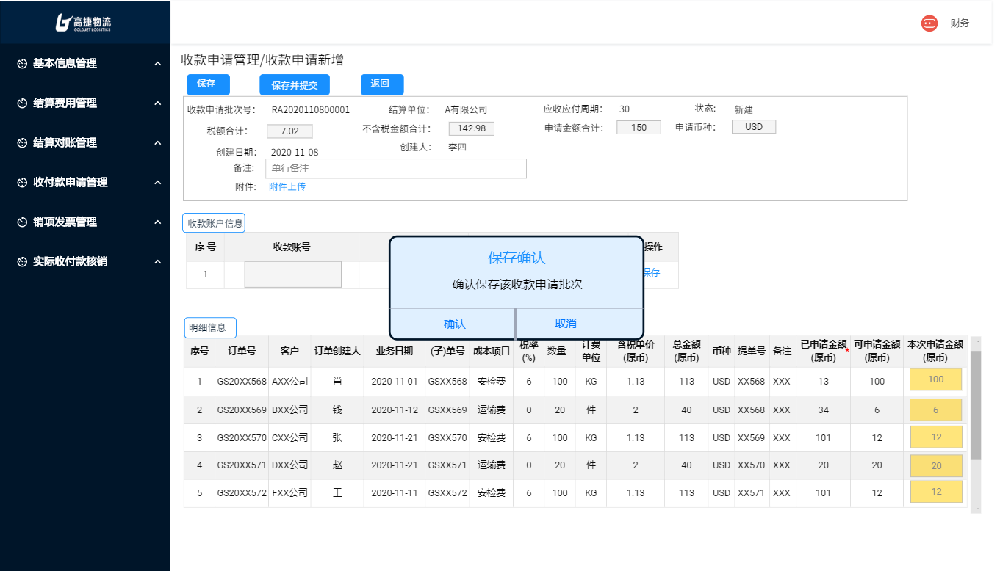 高捷物流
GOLDJET LOGISTICS
财务
基本信息管理
结算费用管理
结算对账管理
收付款申请管理
销项发票管理
实际收付款核销
收款申请管理/收款申请新增
保存 保存并提交 返回
收款申请批次号: RA2020110800001 结算单位: A有限公司 应收应付周期: 30 状态: 新建
税额合计: 7.02 不含税金额合计: 142.98 申请金额合计: 150 申请币种: USD
创建日期: 2020-11-08 创建人: 李四
备注: 单行备注
附件: 附件上传
收款账户信息
序号 收款账号 操作
1 保存
保存确认
确认保存该收款申请批次
确认 取消
明细信息
序号 订单号 客户 订单创建人 业务日期 (子)单号 成本项目 税率(%) 数量 计费单位 含税单价(原币) 总金额(原币) 币种 提单号 备注 已申请金额(原币)* 可申请金额(原币) 本次申请金额(原币)
1 GS20XX568 AXX公司 肖 2020-11-01 GSXX568 安检费 6 100 KG 1.13 113 USD XX568 XXX 13 100 100
2 GS20XX569 BXX公司 钱 2020-11-12 GSXX569 运输费 0 20 件 2 40 USD XX568 XXX 34 6 6
3 GS20XX570 CXX公司 张 2020-11-21 GSXX570 安检费 6 100 KG 1.13 113 USD XX569 XXX 101 12 12
4 GS20XX571 DXX公司 赵 2020-11-21 GSXX571 运输费 0 20 件 2 40 USD XX570 XXX 20 20 20
5 GS20XX572 FXX公司 王 2020-11-11 GSXX572 安检费 6 100 KG 1.13 113 USD XX571 XXX 101 12 12